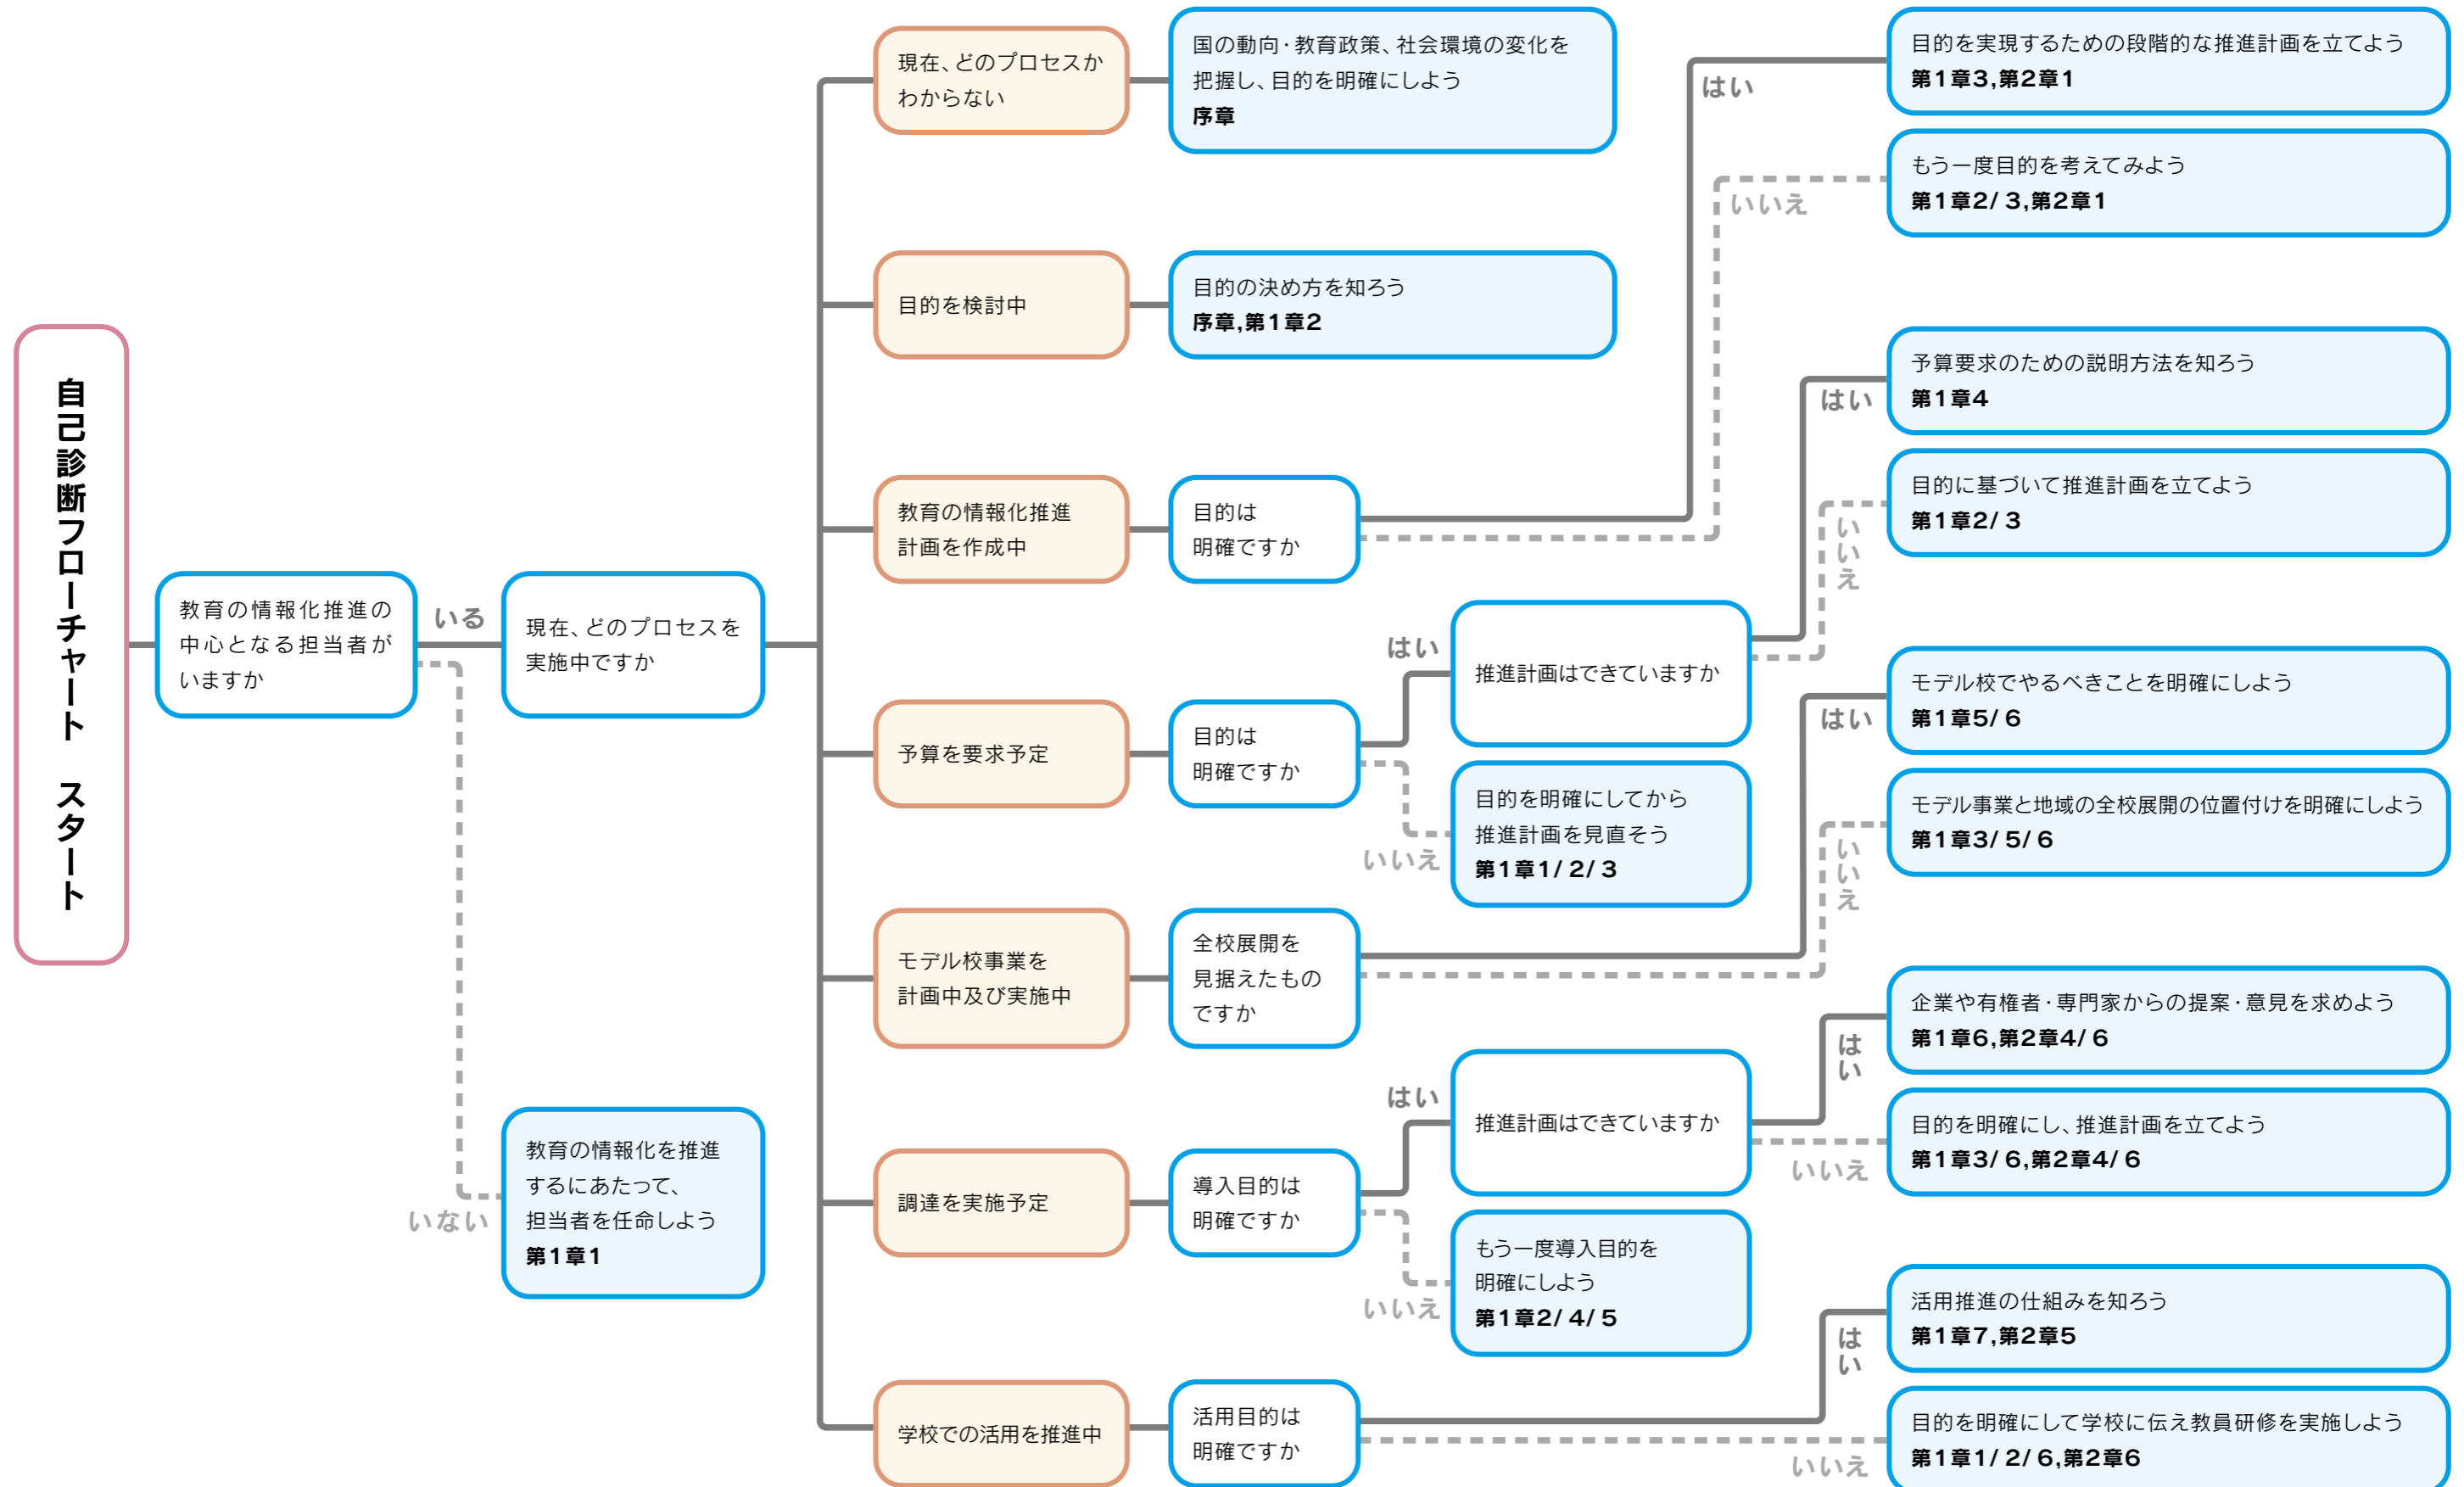 自己診断フローチャート　スタート
教育の情報化推進の
中心となる担当者が
いますか
いる
いない
現在、どのプロセスを
実施中ですか
教育の情報化を推進
するにあたって、
担当者を任命しよう
第1章1
現在、どのプロセスか
わからない
国の動向・教育政策、社会環境の変化を
把握し、目的を明確にしよう
序章
目的を検討中
目的の決め方を知ろう
序章,第1章2
教育の情報化推進
計画を作成中
目的は
明確ですか
はい
目的を実現するための段階的な推進計画を立てよう
第1章3,第2章1
いいえ
もう一度目的を考えてみよう
第1章2/ 3,第2章1
予算を要求予定
目的は
明確ですか
はい
推進計画はできていますか
はい
予算要求のための説明方法を知ろう
第1章4
いいえ
目的に基づいて推進計画を立てよう
第1章2/ 3
いいえ
目的を明確にしてから
推進計画を見直そう
第1章1/ 2/ 3
モデル校事業を
計画中及び実施中
全校展開を
見据えたもの
ですか
はい
モデル校でやるべきことを明確にしよう
第1章5/ 6
いいえ
モデル事業と地域の全校展開の位置付けを明確にしよう
第1章3/ 5/ 6
調達を実施予定
導入目的は
明確ですか
はい
推進計画はできていますか
はい
企業や有権者・専門家からの提案・意見を求めよう
第1章6,第2章4/ 6
いいえ
目的を明確にし、推進計画を立てよう
第1章3/ 6,第2章4/ 6
いいえ
もう一度導入目的を
明確にしよう
第1章2/ 4/ 5
学校での活用を推進中
活用目的は
明確ですか
はい
活用推進の仕組みを知ろう
第1章7,第2章5
いいえ
目的を明確にして学校に伝え教員研修を実施しよう
第1章1/ 2/ 6,第2章6